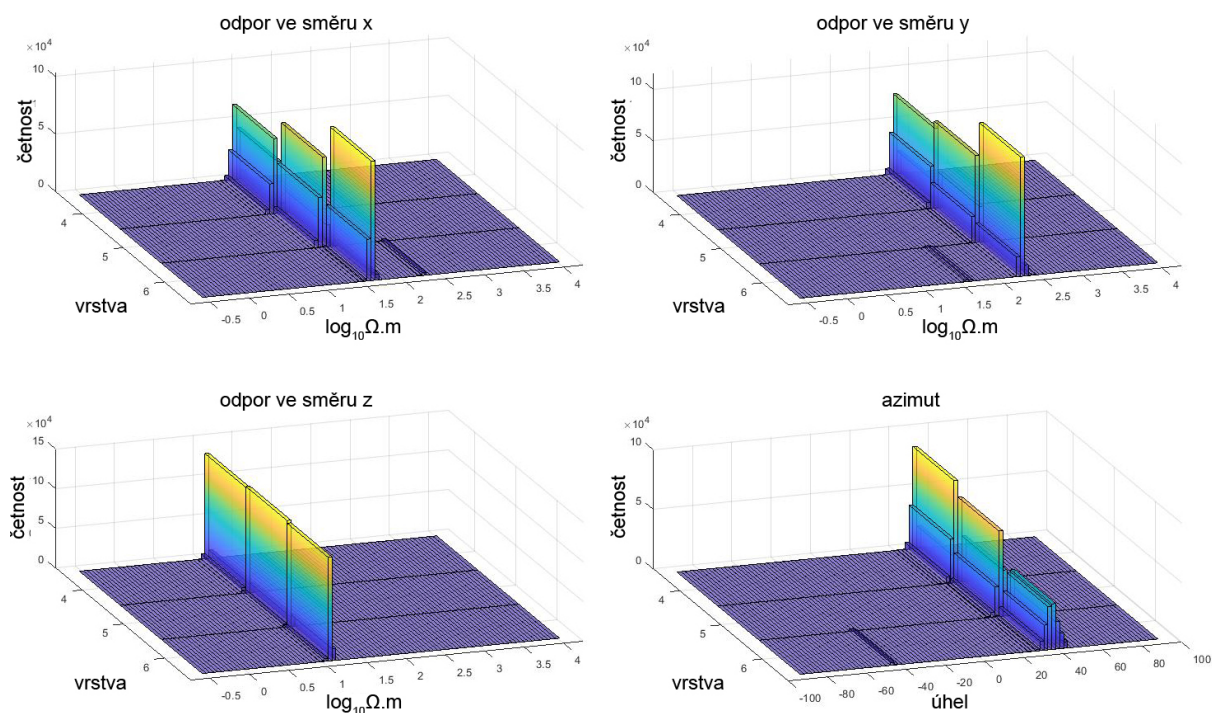 odpor ve směru x
×10⁴
10
5
0
četnost
4
5
6
vrstva
-0.5 0 0.5 1 1.5 2 2.5 3 3.5 4
log₁₀Ω.m
odpor ve směru y
×10⁴
10
5
0
četnost
4
5
6
vrstva
-0.5 0 0.5 1 1.5 2 2.5 3 3.5 4
log₁₀Ω.m
odpor ve směru z
×10⁴
15
10
5
0
četnost
4
5
6
vrstva
-0.5 0 0.5 1 1.5 2 2.5 3 3.5 4
log₁₀Ω.m
azimut
×10⁴
10
5
0
četnost
4
5
6
vrstva
-100 -80 -60 -40 -20 0 20 40 60 80 100
úhel